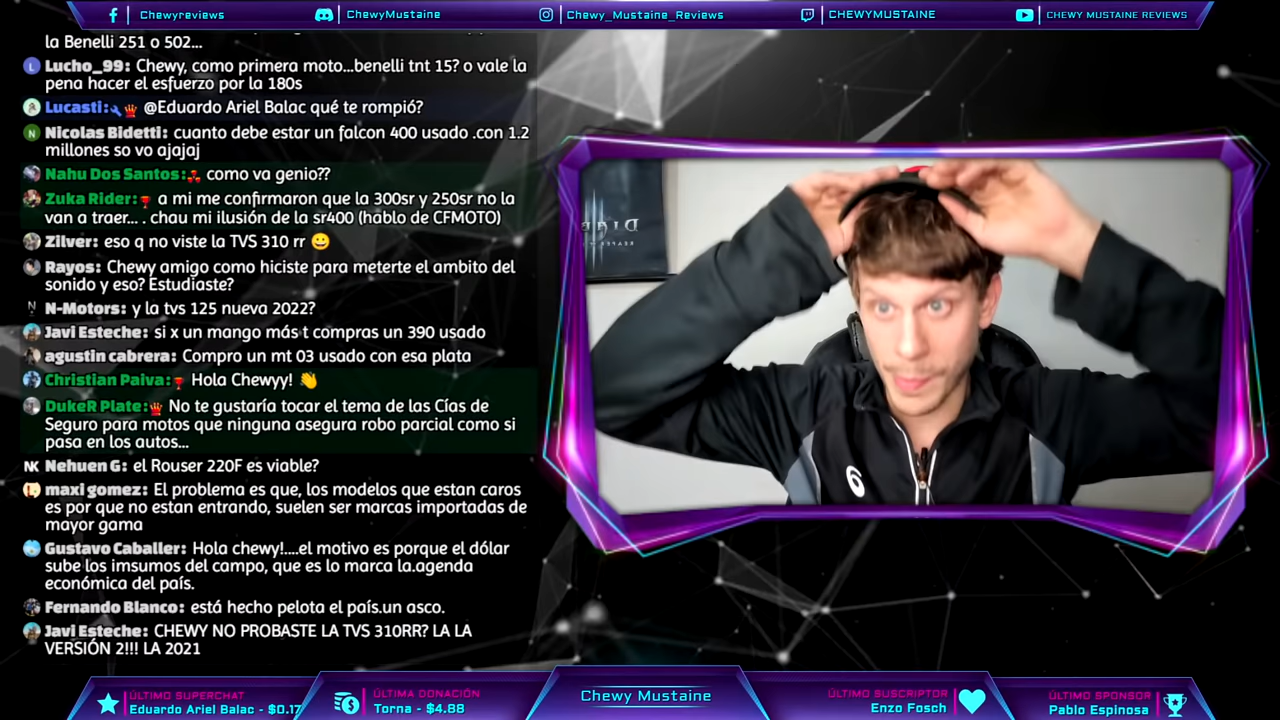 Chewyreviews
ChewyMustaine
Chewy_Mustaine_Reviews
CHEWYMUSTAINE
CHEWY MUSTAINE REVIEWS
la Benelli 251 o 502...
Lucho_99: Chewy, como primera moto...benelli tnt 15? o vale la
pena hacer el esfuerzo por la 180s
Lucasti: @Eduardo Ariel Balac qué te rompió?
Nicolas Bidetti: cuanto debe estar un falcon 400 usado .con 1.2
millones so vo ajajaj
Nahu Dos Santos: como va genio??
Zuka Rider: a mi me confirmaron que la 300sr y 250sr no la
van a traer... . chau mi ilusión de la sr400 (hablo de CFMOTO)
Zilver: eso q no viste la TVS 310 rr 😀
Rayos: Chewy amigo como hiciste para meterte el ambito del
sonido y eso? Estudiaste?
N-Motors: y la tvs 125 nueva 2022?
Javi Esteche: si x un mango más t compras un 390 usado
agustin cabrera: Compro un mt 03 usado con esa plata
Christian Paiva: Hola Chewyy! 👋
DukeR Plate: No te gustaría tocar el tema de las Cías de
Seguro para motos que ninguna asegura robo parcial como si
pasa en los autos...
Nehuen G: el Rouser 220F es viable?
maxi gomez: El problema es que, los modelos que estan caros
es por que no estan entrando, suelen ser marcas importadas de
mayor gama
Gustavo Caballer: Hola chewy!....el motivo es porque el dólar
sube los imsumos del campo, que es lo marca la.agenda
económica del país.
Fernando Blanco: está hecho pelota el país.un asco.
Javi Esteche: CHEWY NO PROBASTE LA TVS 310RR? LA LA
VERSIÓN 2!!! LA 2021
6
ÚLTIMO SUPERCHAT
Eduardo Ariel Balac - $0.17
ÚLTIMA DONACIÓN
Torna - $4.88
Chewy Mustaine
ÚLTIMO SUSCRIPTOR
Enzo Fosch
ÚLTIMO SPONSOR
Pablo Espinosa